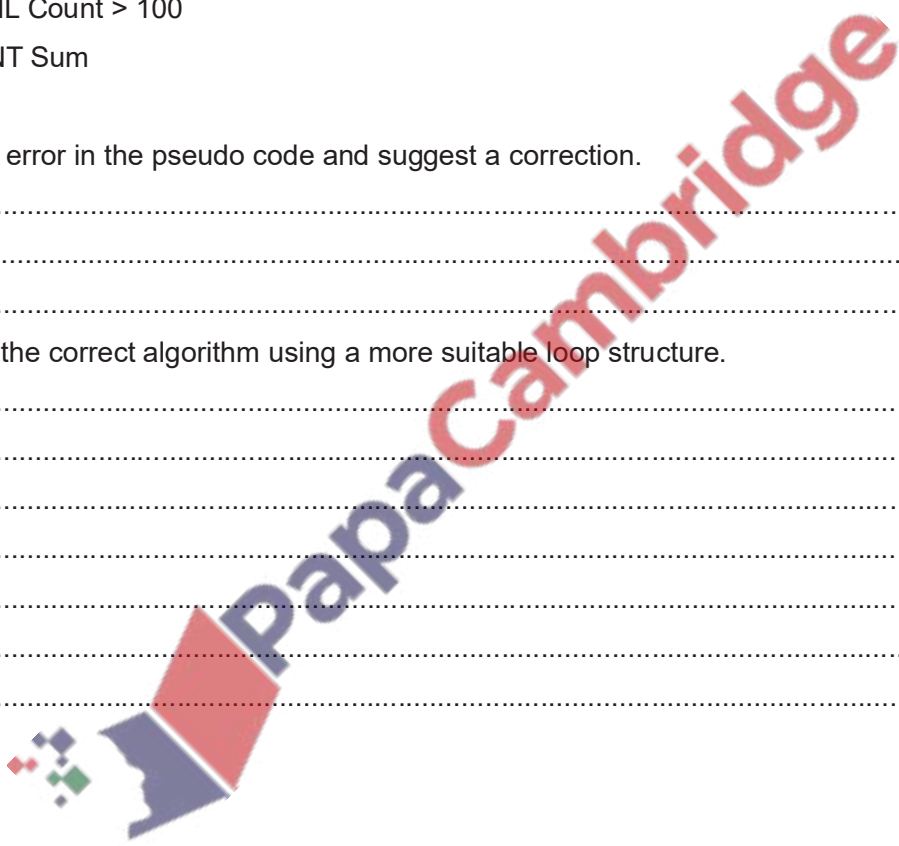 IL Count > 100
NT Sum
error in the pseudo code and suggest a correction.
the correct algorithm using a more suitable loop structure.
PapaCambridge